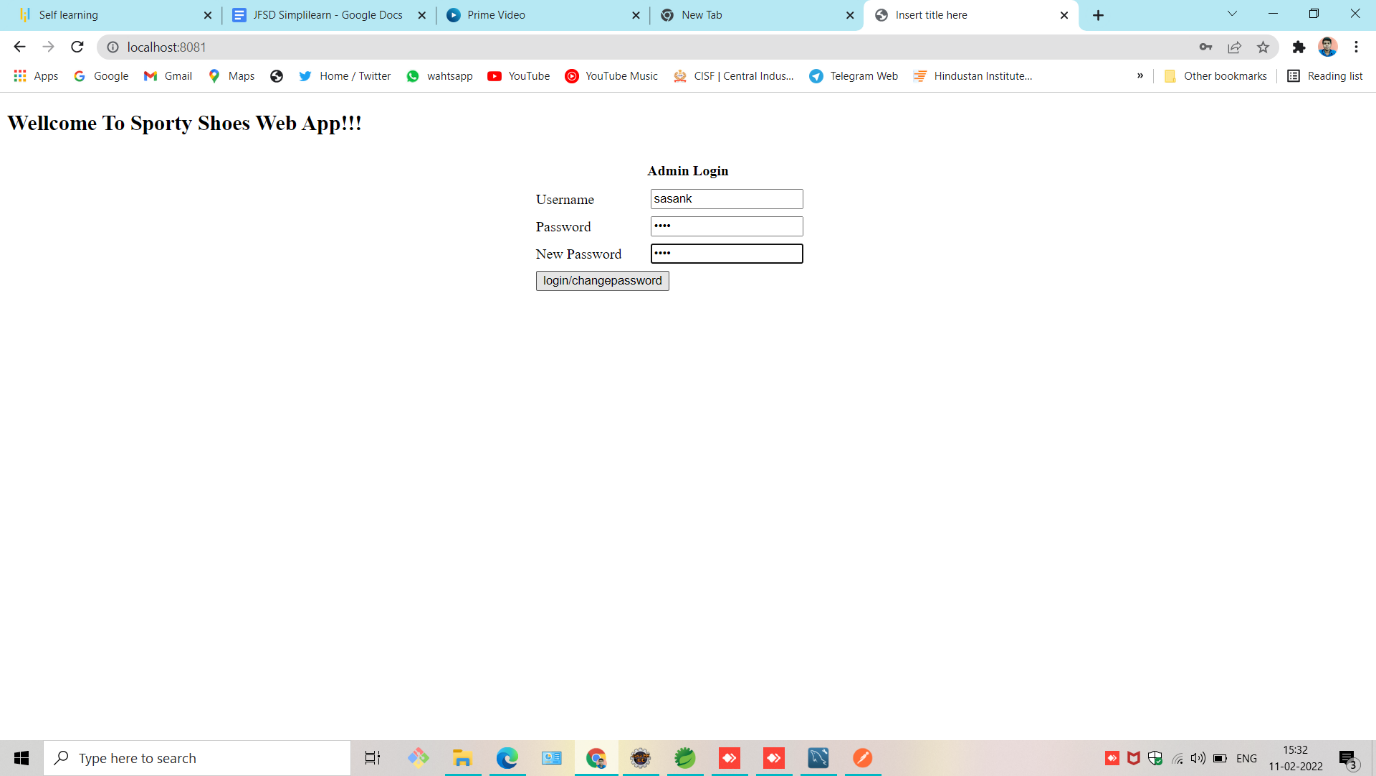 Self learning
JFSD Simplilearn - Google Docs
Prime Video
New Tab
Insert title here
localhost:8081
Apps
Google
Gmail
Maps
Home / Twitter
wahtsapp
YouTube
YouTube Music
CISF | Central Indus...
Telegram Web
Hindustan Institute...
»
Other bookmarks
Reading list
Wellcome To Sporty Shoes Web App!!!
Admin Login
Username sasank
Password ••••
New Password ••••
login/changepassword
Type here to search
ENG
15:32
11-02-2022
3